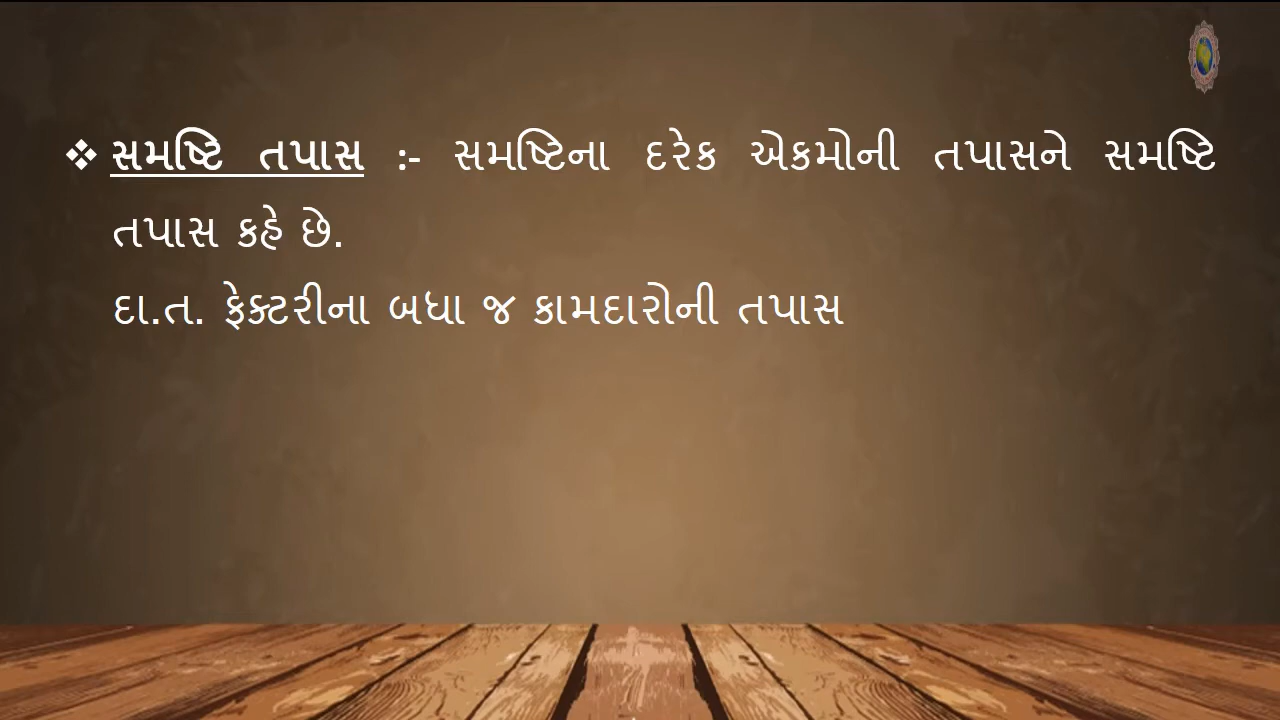 ❖ સમષ્ટિ તપાસ :- સમષ્ટિના દરેક એકમોની તપાસને સમષ્ટિ
તપાસ કહે છે.
દા.ત. ફેક્ટરીના બધા જ કામદારોની તપાસ